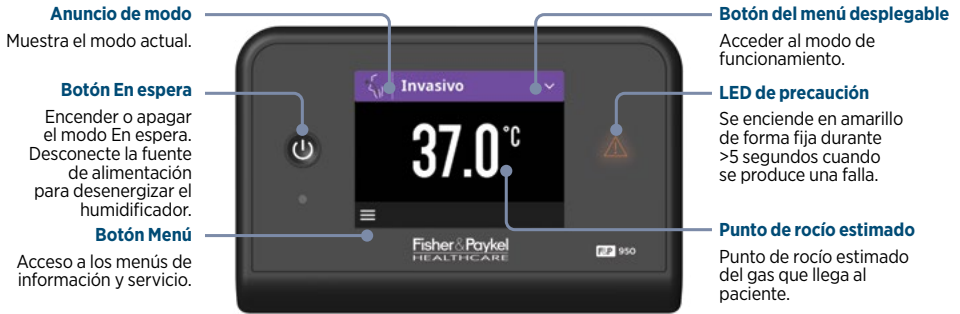 Anuncio de modo
Muestra el modo actual.
Botón En espera
Encender o apagar
el modo En espera.
Desconecte la fuente
de alimentación
para desenergizar el
humidificador.
Botón Menú
Acceso a los menús de
información y servicio.
Invasivo
37.0°C
Fisher & Paykel
HEALTHCARE
F&P 950
Botón del menú desplegable
Acceder al modo de
funcionamiento.
LED de precaución
Se enciende en amarillo
de forma fija durante
>5 segundos cuando
se produce una falla.
Punto de rocío estimado
Punto de rocío estimado
del gas que llega al
paciente.